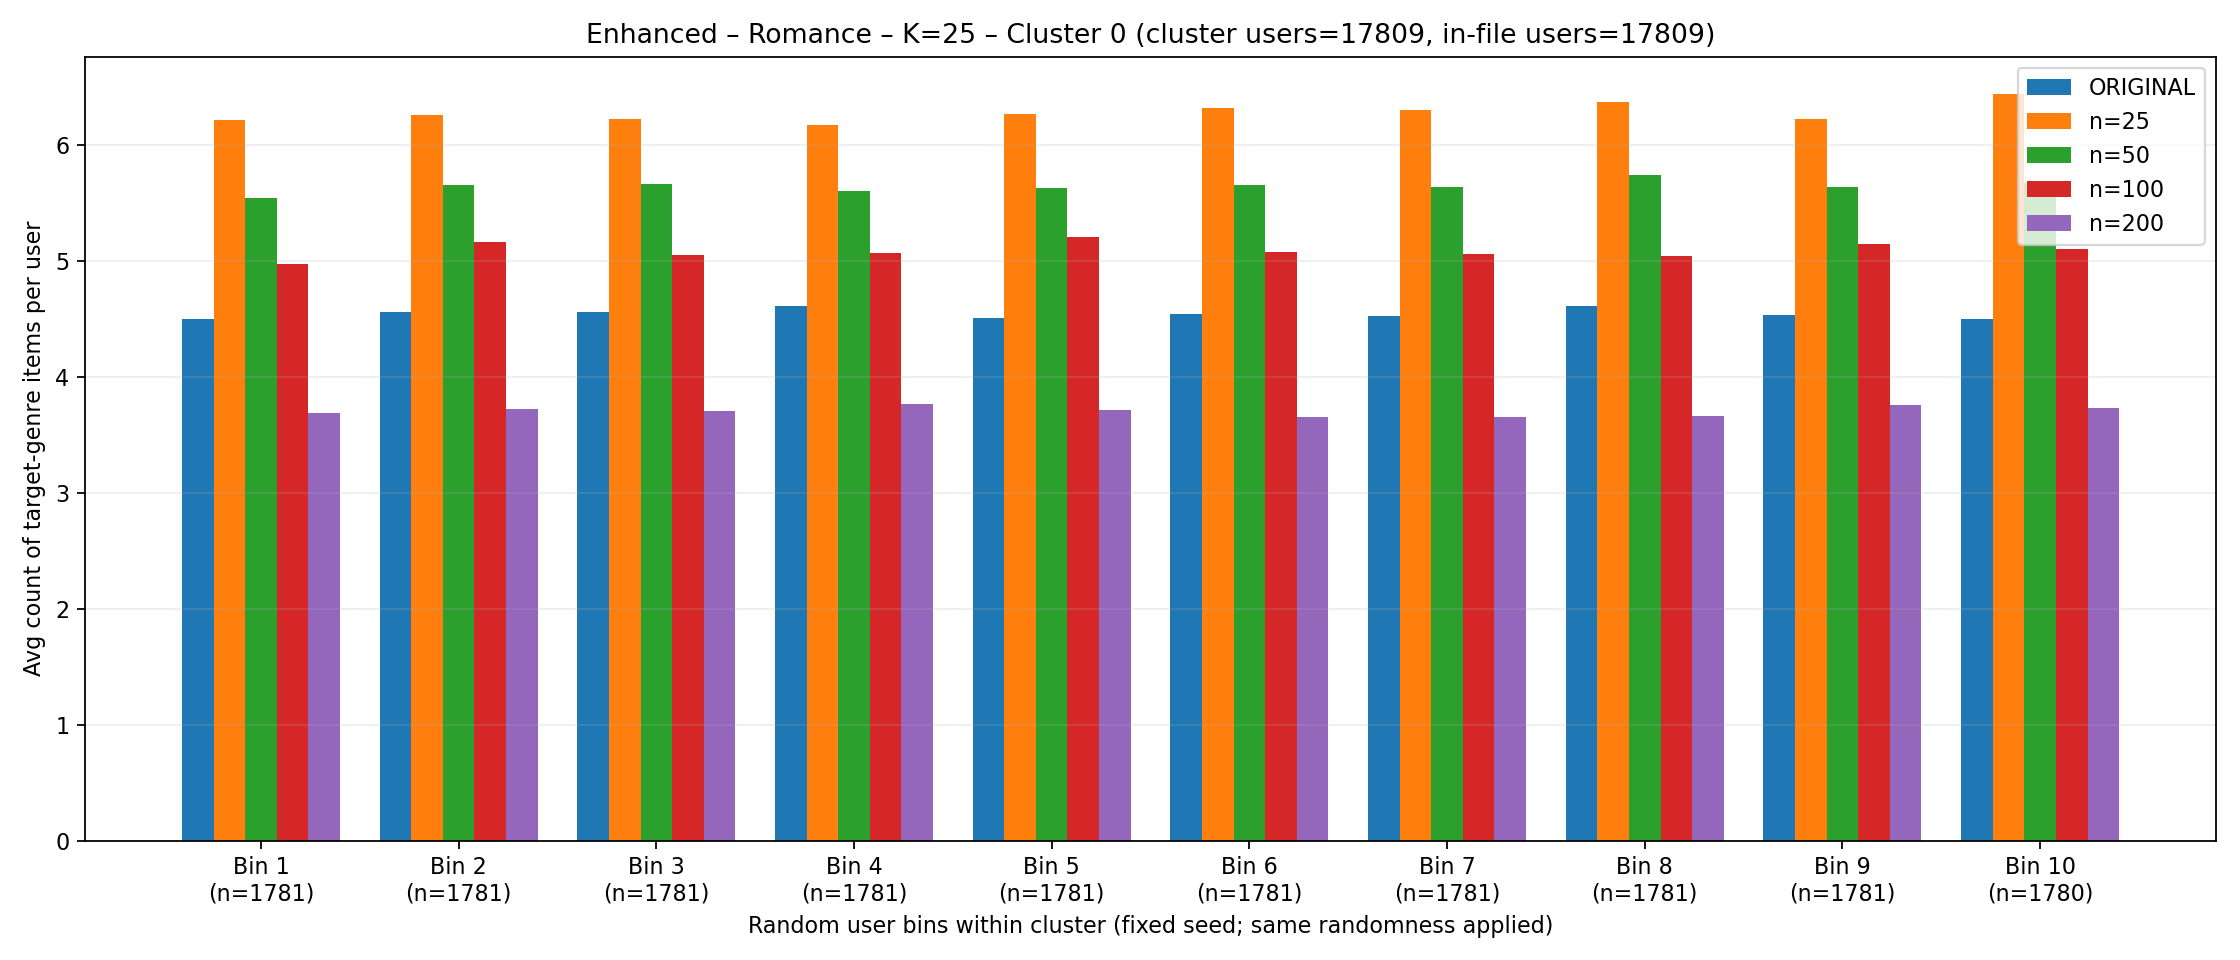 Enhanced – Romance – K=25 – Cluster 0 (cluster users=17809, in-file users=17809)
ORIGINAL
n=25
n=50
n=100
n=200
Avg count of target-genre items per user
6
5
4
3
2
1
0
Bin 1 Bin 2 Bin 3 Bin 4 Bin 5 Bin 6 Bin 7 Bin 8 Bin 9 Bin 10
(n=1781) (n=1781) (n=1781) (n=1781) (n=1781) (n=1781) (n=1781) (n=1781) (n=1781) (n=1780)
Random user bins within cluster (fixed seed; same randomness applied)